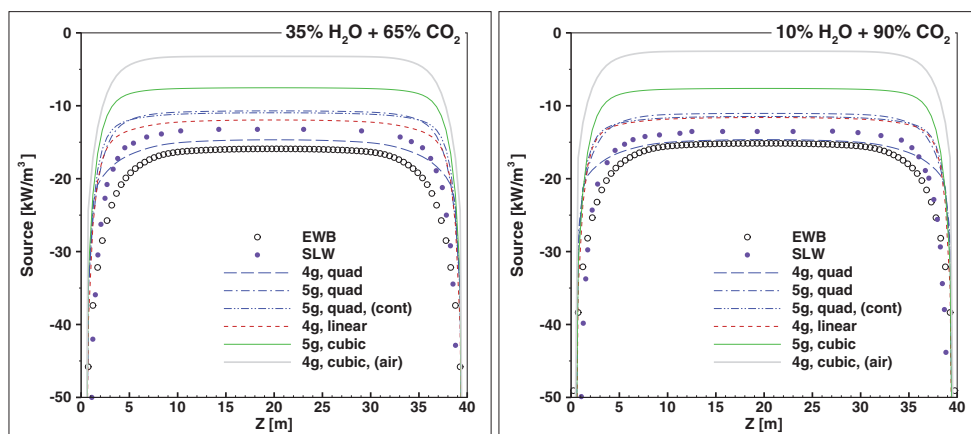 35% H₂O + 65% CO₂
0
-10
-20
-30
-40
-50
Source [kW/m³]
EWB
SLW
4g, quad
5g, quad
5g, quad, (cont)
4g, linear
5g, cubic
4g, cubic, (air)
0 5 10 15 20 25 30 35 40
Z [m]
10% H₂O + 90% CO₂
0
-10
-20
-30
-40
-50
Source [kW/m³]
EWB
SLW
4g, quad
5g, quad
5g, quad, (cont)
4g, linear
5g, cubic
4g, cubic, (air)
0 5 10 15 20 25 30 35 40
Z [m]